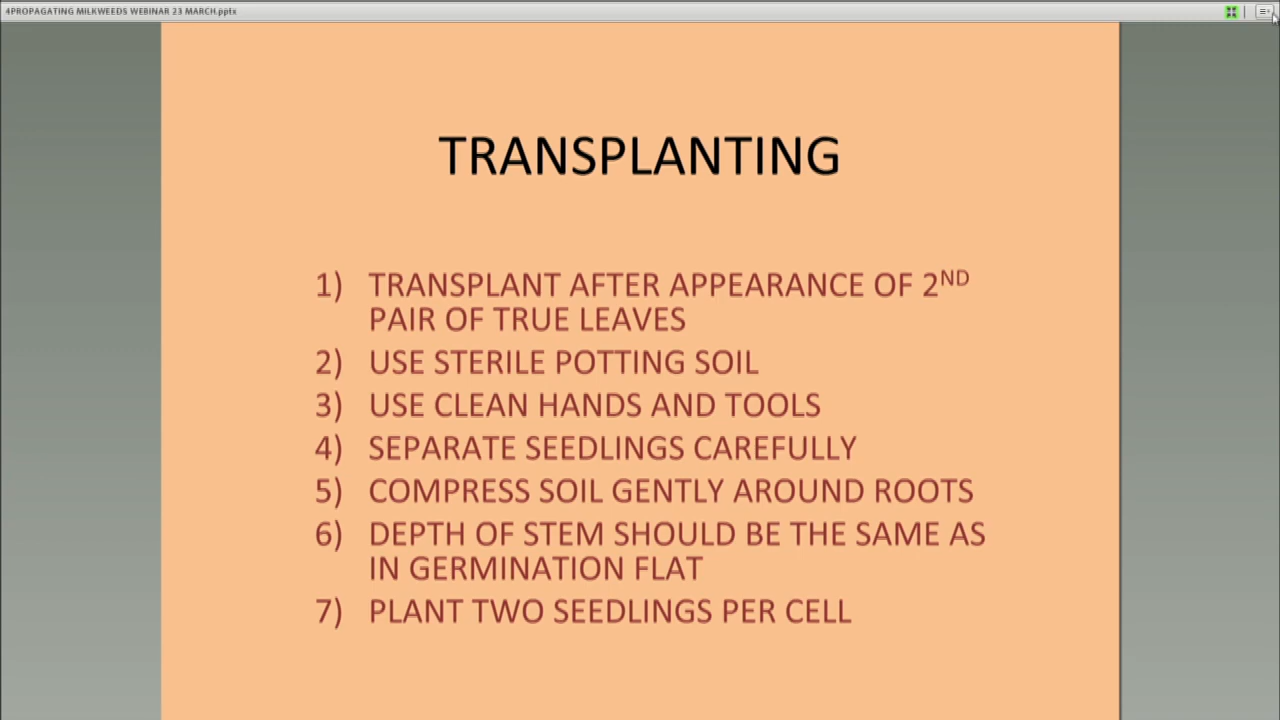 4PROPAGATING MILKWEEDS WEBINAR 23 MARCH.pptx
TRANSPLANTING
1) TRANSPLANT AFTER APPEARANCE OF 2ND
PAIR OF TRUE LEAVES
2) USE STERILE POTTING SOIL
3) USE CLEAN HANDS AND TOOLS
4) SEPARATE SEEDLINGS CAREFULLY
5) COMPRESS SOIL GENTLY AROUND ROOTS
6) DEPTH OF STEM SHOULD BE THE SAME AS
IN GERMINATION FLAT
7) PLANT TWO SEEDLINGS PER CELL